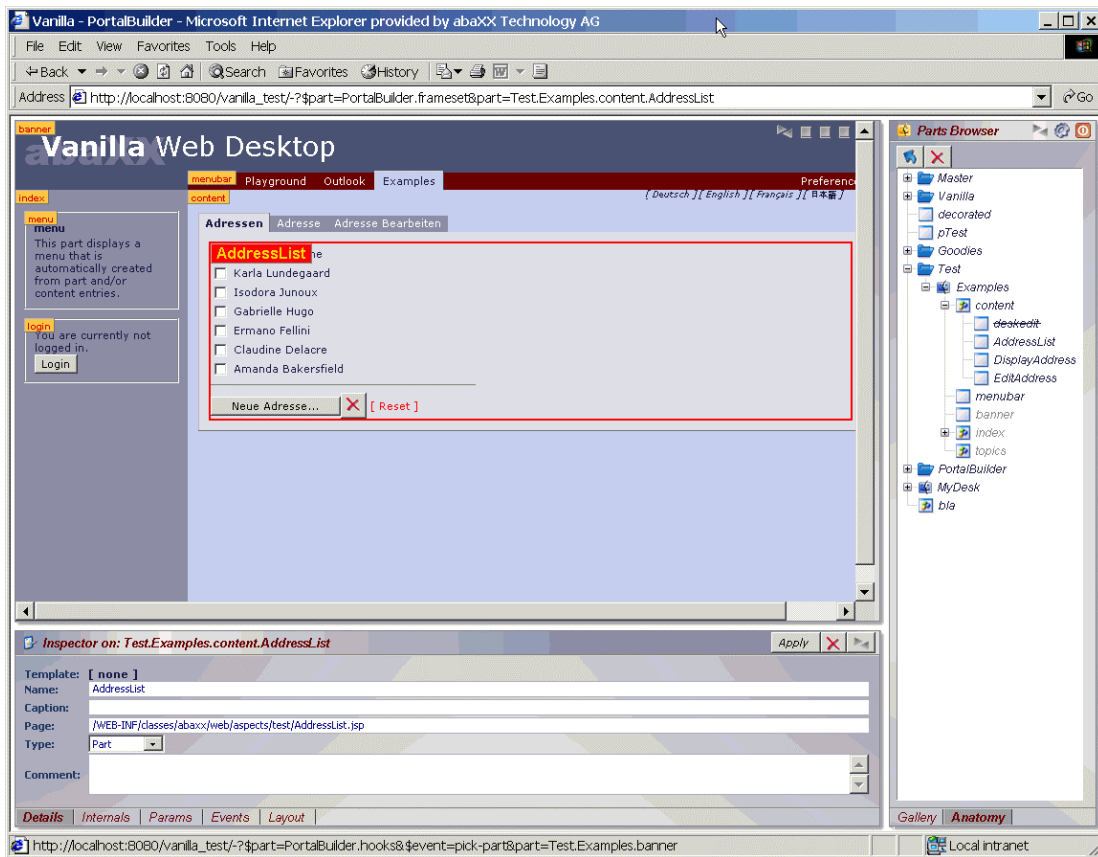 Vanilla - PortalBuilder - Microsoft Internet Explorer provided by abaXX Technology AG
File Edit View Favorites Tools Help
Back Search Favorites History
Address http://localhost:8080/vanilla_test/-?$part=PortalBuilder.frameset&part=Test.Examples.content.AddressList Go
banner
abaXX
Vanilla Web Desktop
menubar Playground Outlook Examples
index
content
[ Deutsch ][ English ][ Français ][ 日本語 ]
menu
menu
This part displays a
menu that is
automatically created
from part and/or
content entries.
login
You are currently not
logged in.
Login
Adressen Adresse Adresse Bearbeiten
AddressList
Karla Lundegaard
Isodora Junoux
Gabrielle Hugo
Ermano Fellini
Claudine Delacre
Amanda Bakersfield
Neue Adresse... [ Reset ]
Parts Browser
Master
Vanilla
decorated
pTest
Goodies
Test
Examples
content
deskedit
AddressList
DisplayAddress
EditAddress
menubar
banner
index
topics
PortalBuilder
MyDesk
bla
Gallery Anatomy
Inspector on: Test.Examples.content.AddressList Apply
Template: [ none ]
Name: AddressList
Caption:
Page: /WEB-INF/classes/abaxx/web/aspects/test/AddressList.jsp
Type: Part
Comment:
Details Internals Params Events Layout
http://localhost:8080/vanilla_test/-?$part=PortalBuilder.hooks&$event=pick-part&part=Test.Examples.banner Local intranet